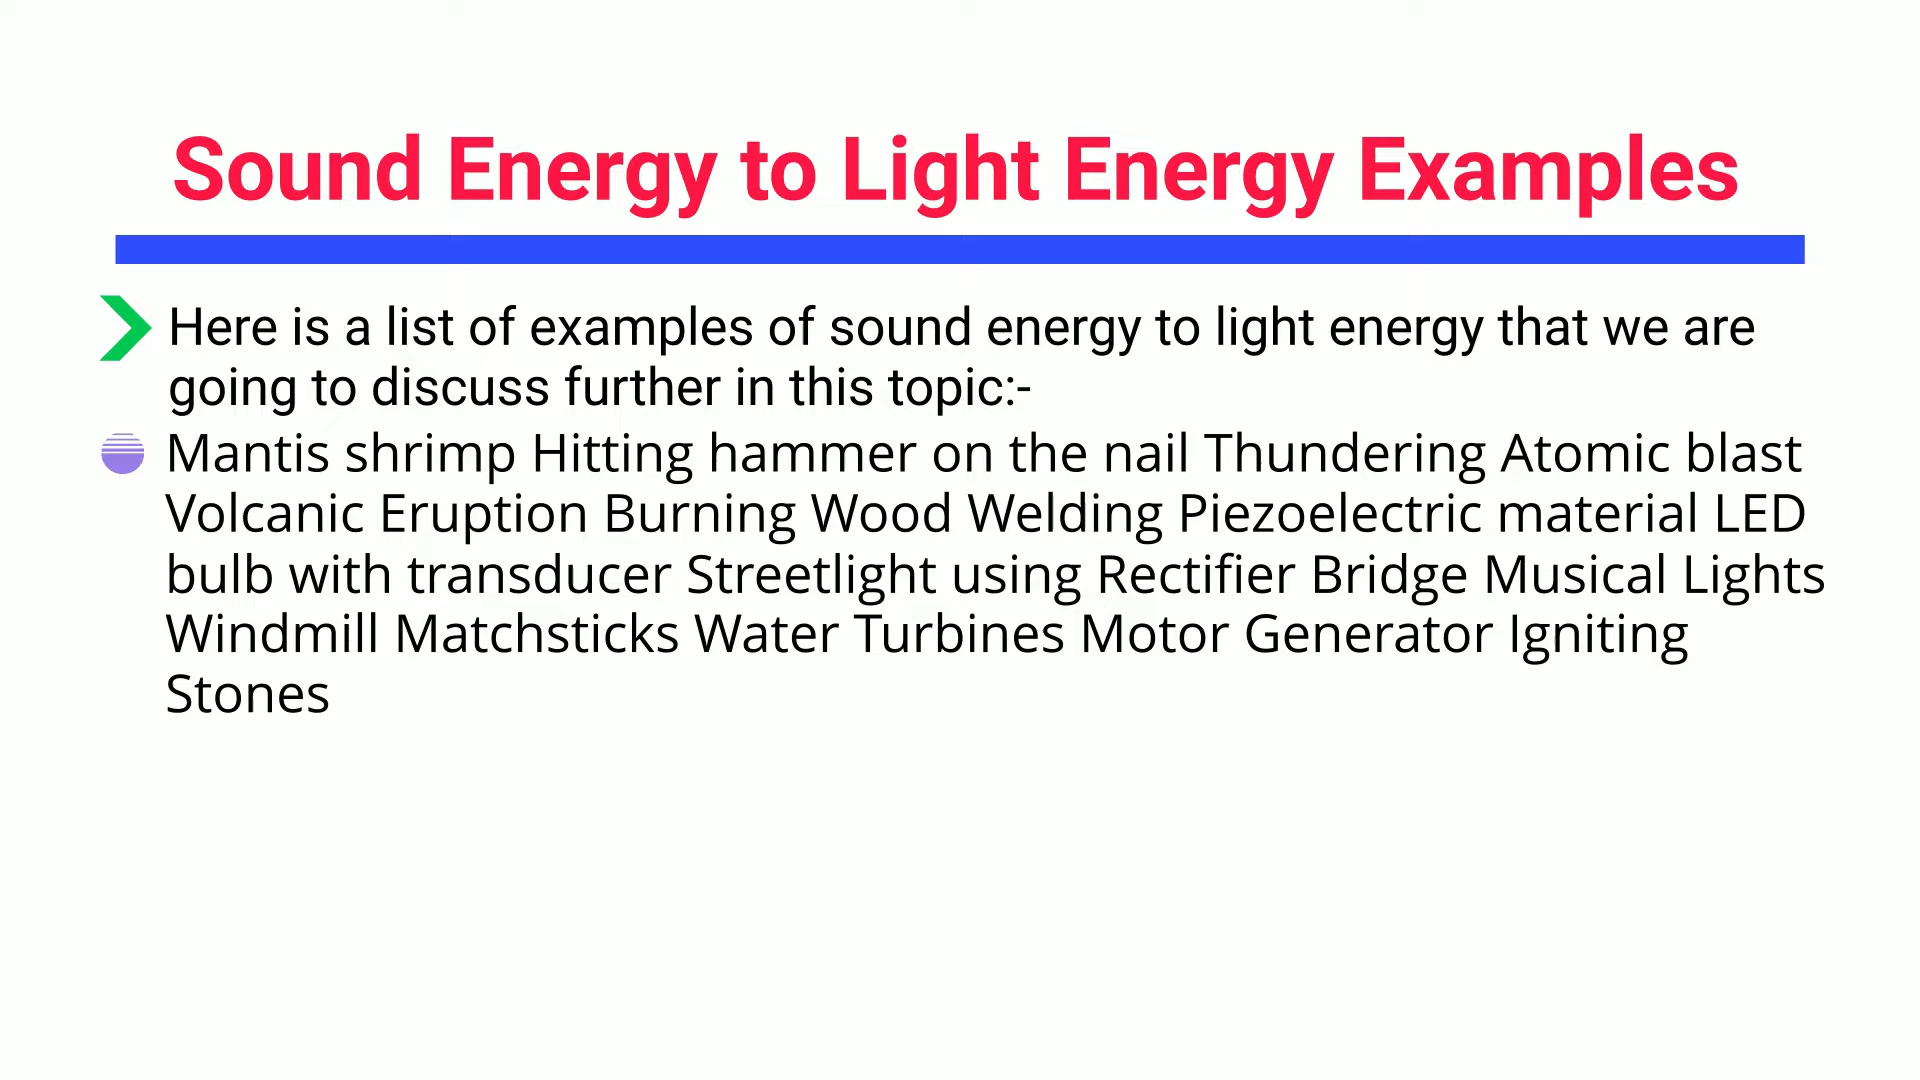 Sound Energy to Light Energy Examples
Here is a list of examples of sound energy to light energy that we are
going to discuss further in this topic:-
Mantis shrimp Hitting hammer on the nail Thundering Atomic blast
Volcanic Eruption Burning Wood Welding Piezoelectric material LED
bulb with transducer Streetlight using Rectifier Bridge Musical Lights
Windmill Matchsticks Water Turbines Motor Generator Igniting
Stones